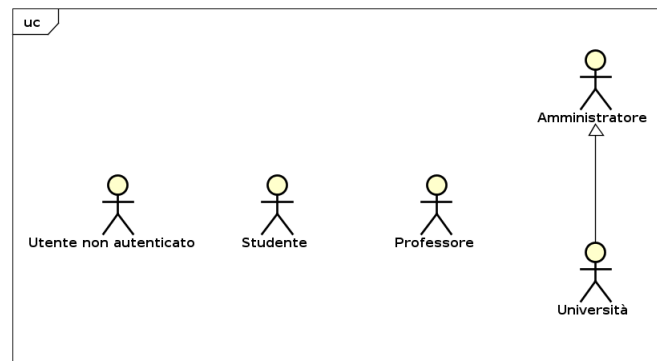 uc
Amministratore
Utente non autenticato
Studente
Professore
Università